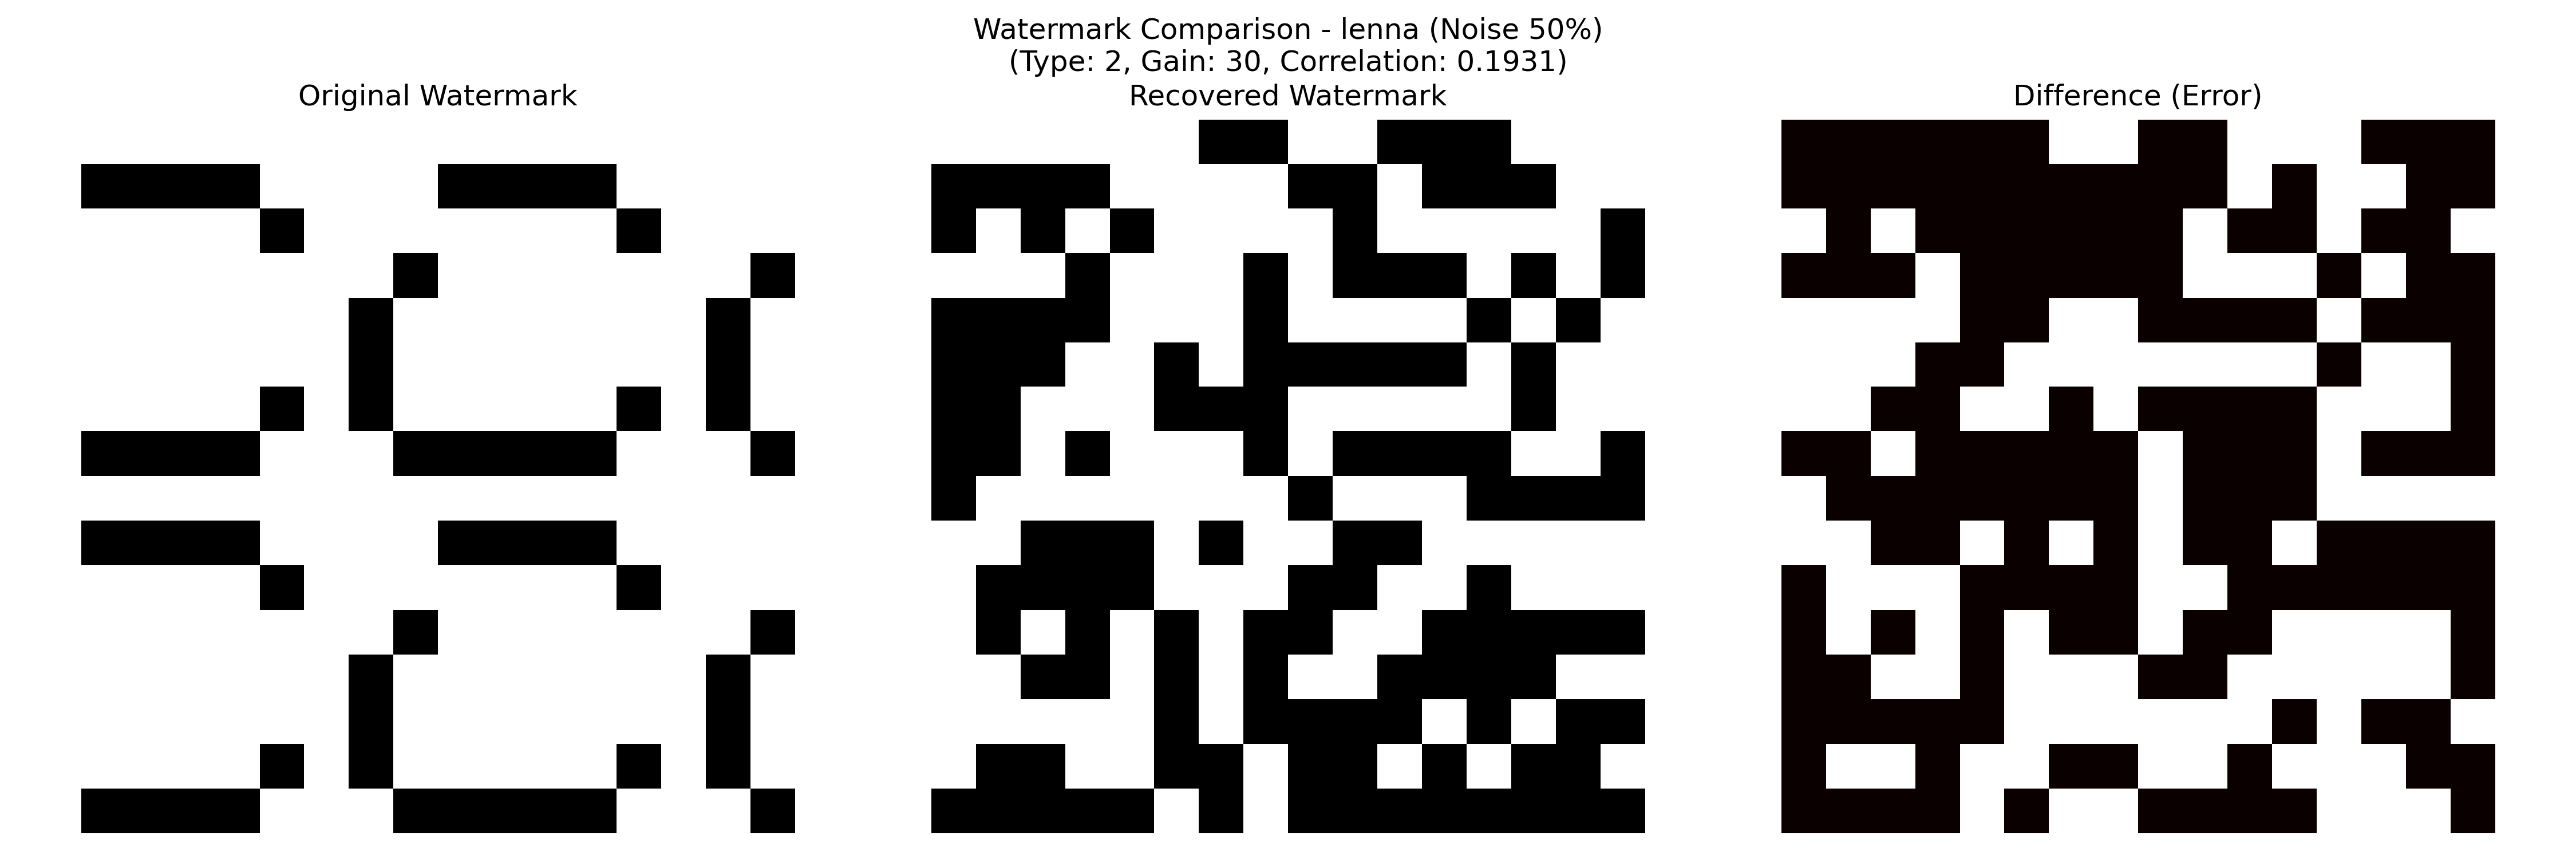 Watermark Comparison - lenna (Noise 50%)
(Type: 2, Gain: 30, Correlation: 0.1931)
Original Watermark
Recovered Watermark
Difference (Error)